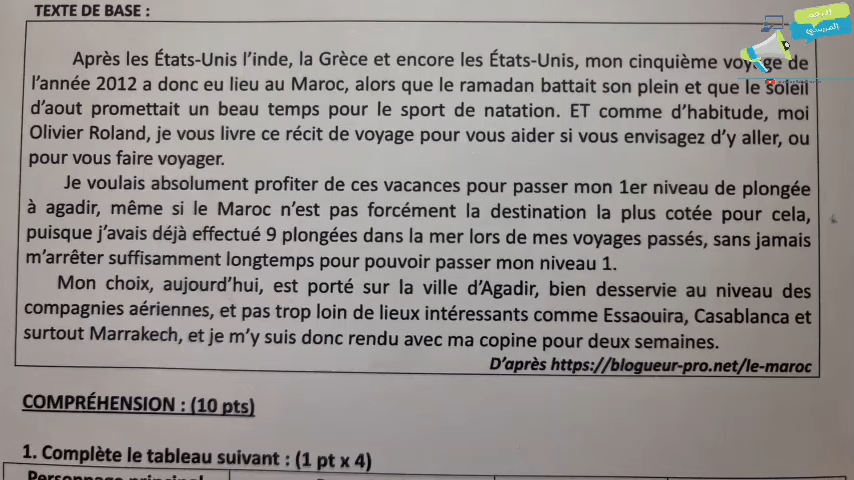 TEXTE DE BASE :
Après les États-Unis l'inde, la Grèce et encore les États-Unis, mon cinquième voyage de
l'année 2012 a donc eu lieu au Maroc, alors que le ramadan battait son plein et que le soleil
d'aout promettait un beau temps pour le sport de natation. ET comme d'habitude, moi
Olivier Roland, je vous livre ce récit de voyage pour vous aider si vous envisagez d'y aller, ou
pour vous faire voyager.
Je voulais absolument profiter de ces vacances pour passer mon 1er niveau de plongée
à agadir, même si le Maroc n'est pas forcément la destination la plus cotée pour cela,
puisque j'avais déjà effectué 9 plongées dans la mer lors de mes voyages passés, sans jamais
m'arrêter suffisamment longtemps pour pouvoir passer mon niveau 1.
Mon choix, aujourd'hui, est porté sur la ville d'Agadir, bien desservie au niveau des
compagnies aériennes, et pas trop loin de lieux intéressants comme Essaouira, Casablanca et
surtout Marrakech, et je m'y suis donc rendu avec ma copine pour deux semaines.
D'après https://blogueur-pro.net/le-maroc
COMPRÉHENSION : (10 pts)
1. Complète le tableau suivant : (1 pt x 4)
Personnage principal